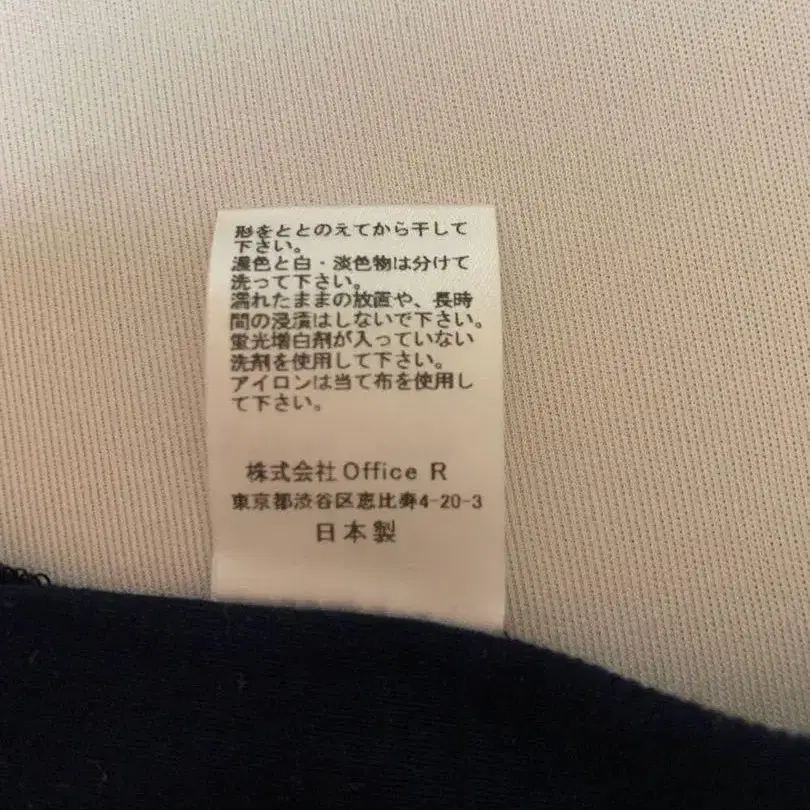 形をととのえてから干して
下さい。
濃色と白・淡色物は分けて
洗って下さい。
濡れたままの放置や、長時
間の浸漬はしないで下さい。
蛍光増白剤が入っていない
洗剤を使用して下さい。
アイロンは当て布を使用し
て下さい。
株式会社Office R
東京都渋谷区恵比寿4-20-3
日本製